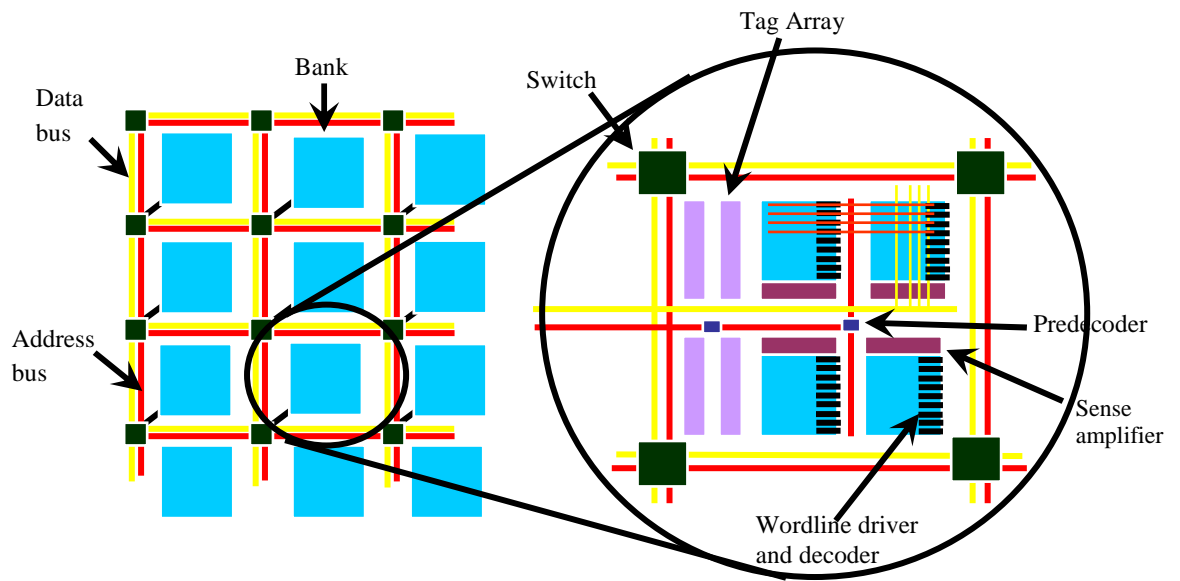 Tag Array
Bank
Switch
Data
bus
Address
bus
Predecoder
Sense
amplifier
Wordline driver
and decoder